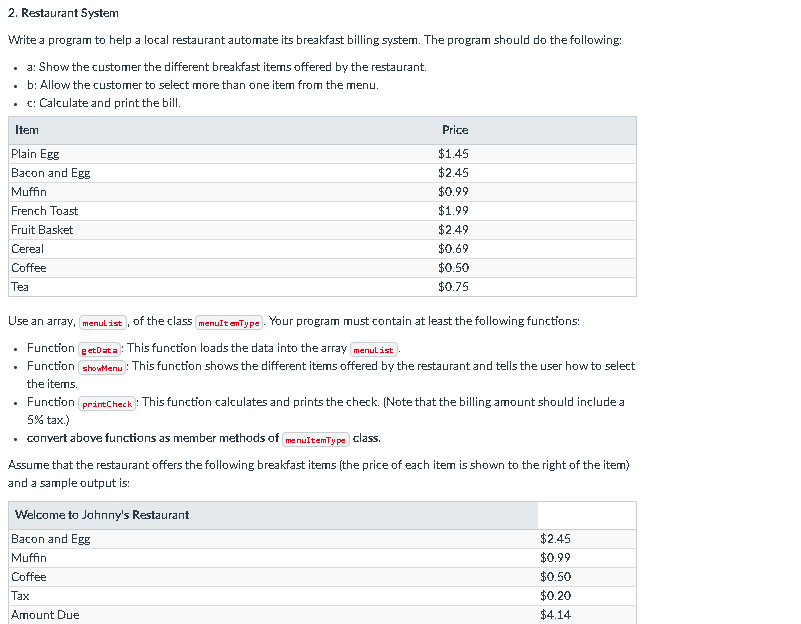 2. Restaurant System
Write a program to help a local restaurant automate its breakfast billing system. The program should do the following:
• a: Show the customer the different breakfast items offered by the restaurant.
• b: Allow the customer to select more than one item from the menu.
• c: Calculate and print the bill.
Item Price
Plain Egg $1.45
Bacon and Egg $2.45
Muffin $0.99
French Toast $1.99
Fruit Basket $2.49
Cereal $0.69
Coffee $0.50
Tea $0.75
Use an array, menuList, of the class menuItemType. Your program must contain at least the following functions:
• Function getData: This function loads the data into the array menuList.
• Function showMenu: This function shows the different items offered by the restaurant and tells the user how to select
the items.
• Function printCheck: This function calculates and prints the check. (Note that the billing amount should include a
5% tax.)
• convert above functions as member methods of menuItemType class.
Assume that the restaurant offers the following breakfast items (the price of each item is shown to the right of the item)
and a sample output is:
Welcome to Johnny's Restaurant
Bacon and Egg $2.45
Muffin $0.99
Coffee $0.50
Tax $0.20
Amount Due $4.14